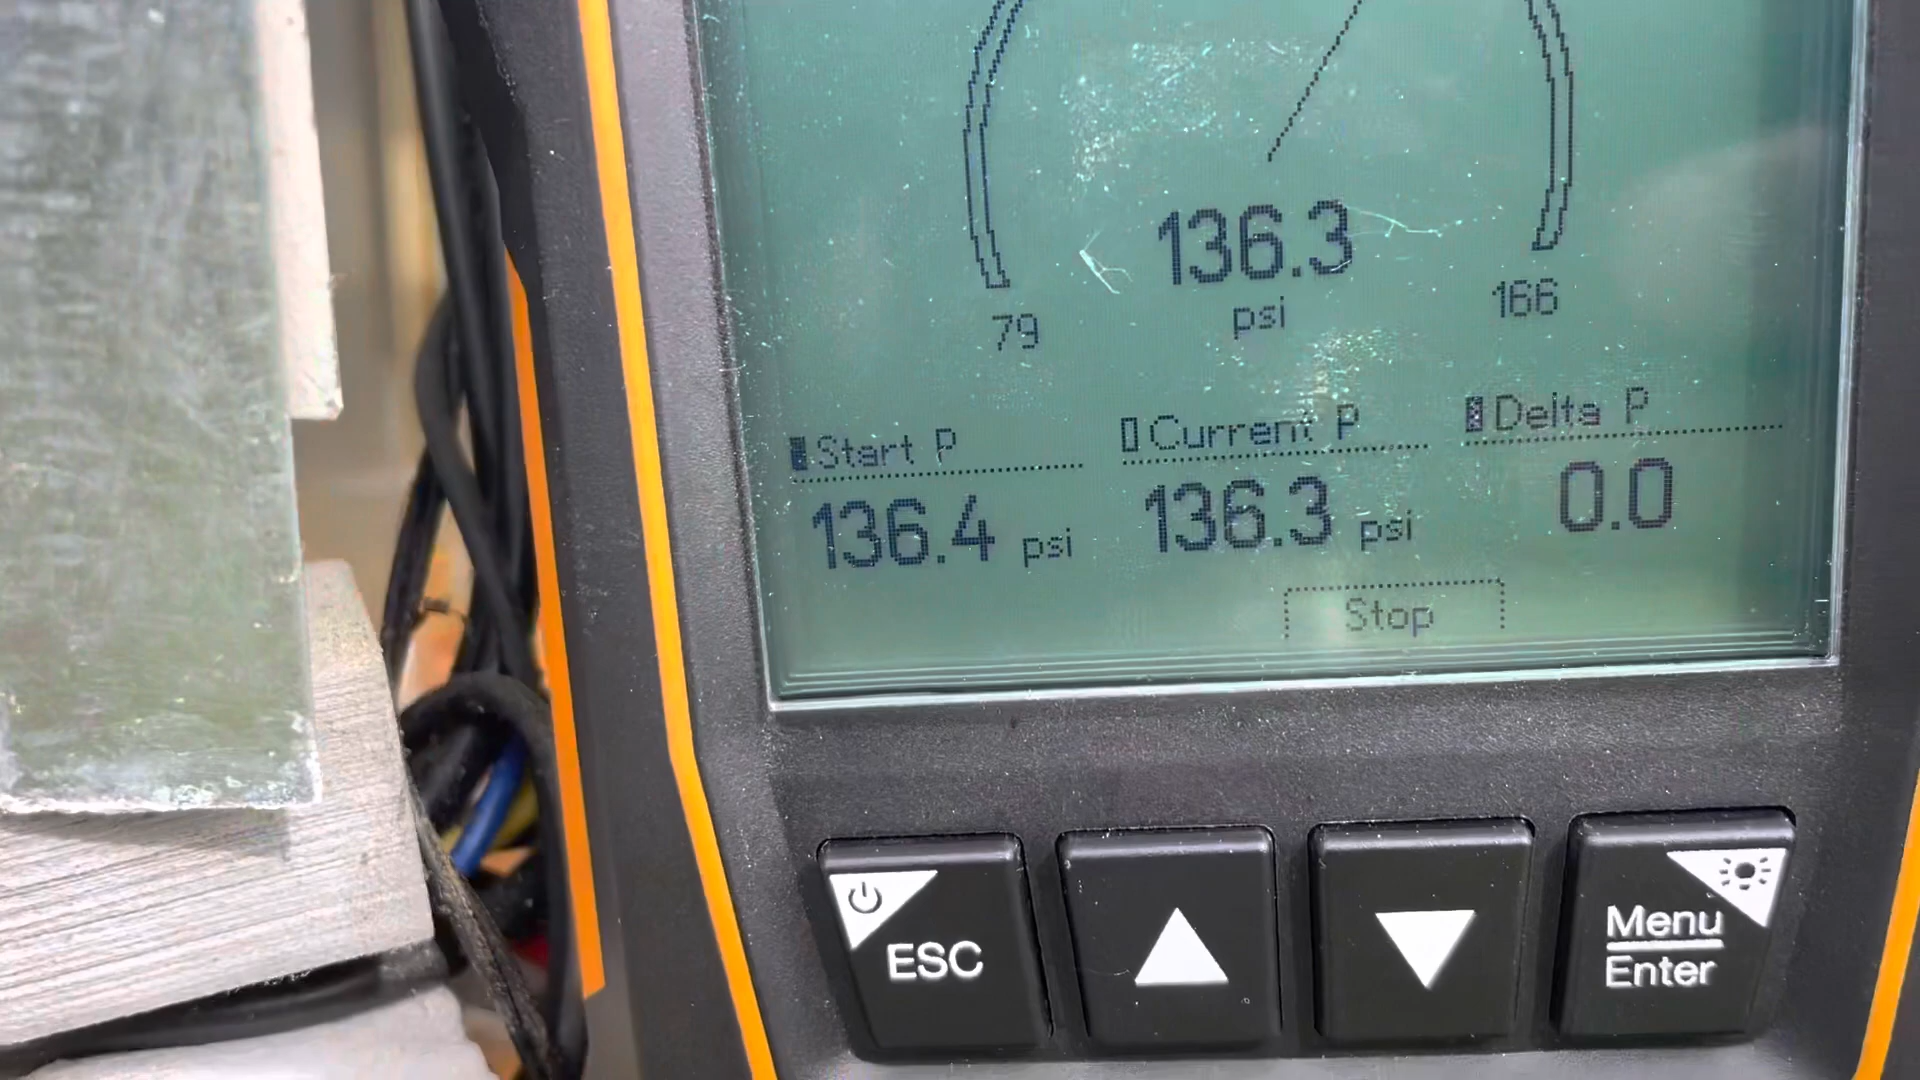 136.3
psi
79
166
Start P
Current P
Delta P
136.4 psi
136.3 psi
0.0
Stop
ESC
Menu
Enter